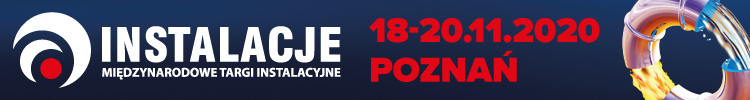 INSTALACJE
MIĘDZYNARODOWE TARGI INSTALACYJNE
18-20.11.2020
POZNAŃ